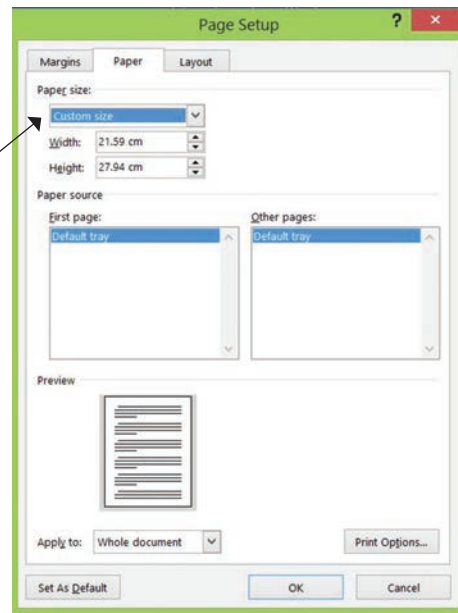 Page Setup ? ×
Margins Paper Layout
Paper size:
Custom size
Width: 21.59 cm
Height: 27.94 cm
Paper source
First page: Other pages:
Default tray Default tray
Preview
Apply to: Whole document Print Options...
Set As Default OK Cancel